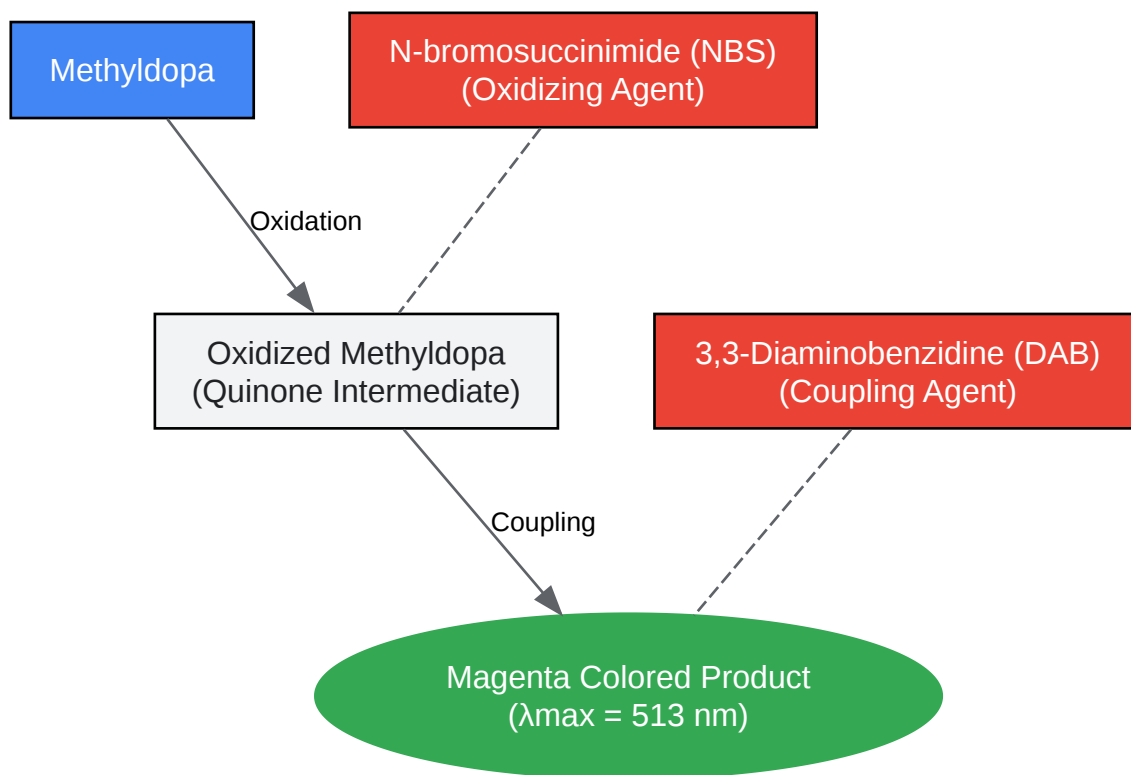 Methyldopa
N-bromosuccinimide (NBS)
(Oxidizing Agent)
Oxidation
Oxidized Methyldopa
(Quinone Intermediate)
3,3-Diaminobenzidine (DAB)
(Coupling Agent)
Coupling
Magenta Colored Product
(λmax = 513 nm)